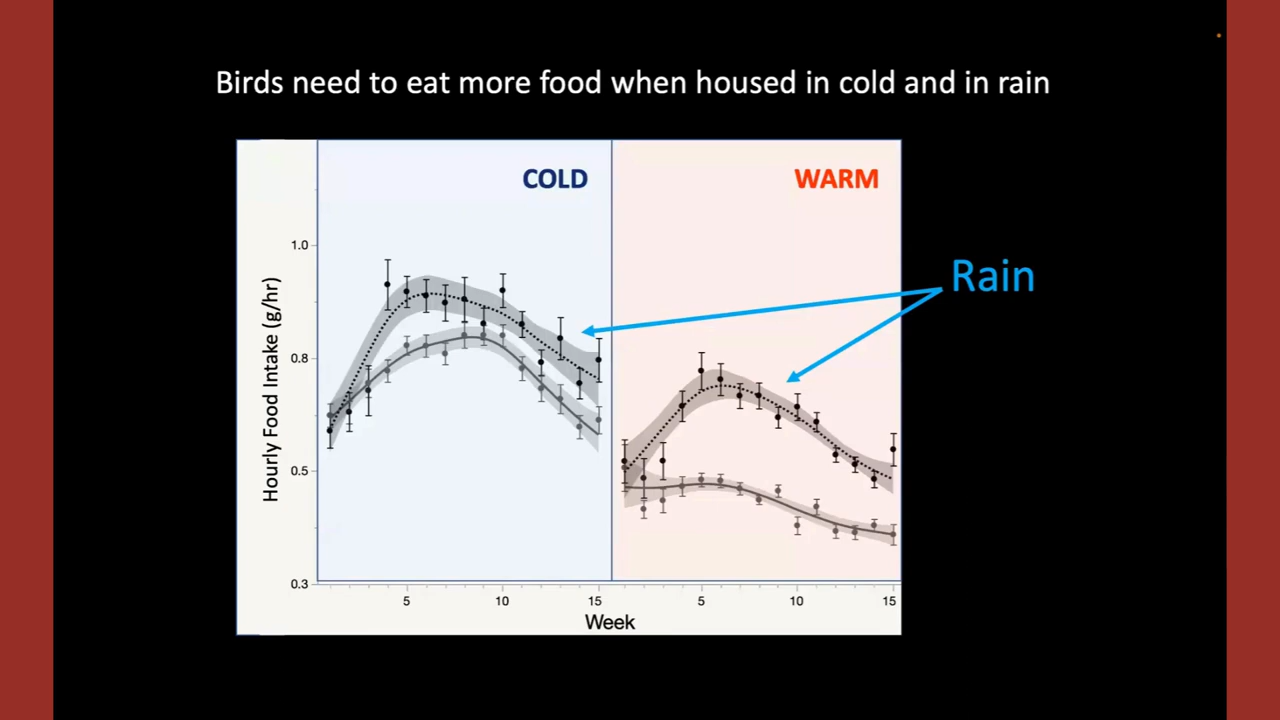 Birds need to eat more food when housed in cold and in rain
COLD
WARM
Rain
Hourly Food Intake (g/hr)
1.0
0.8
0.5
0.3
5
10
15
5
10
15
Week